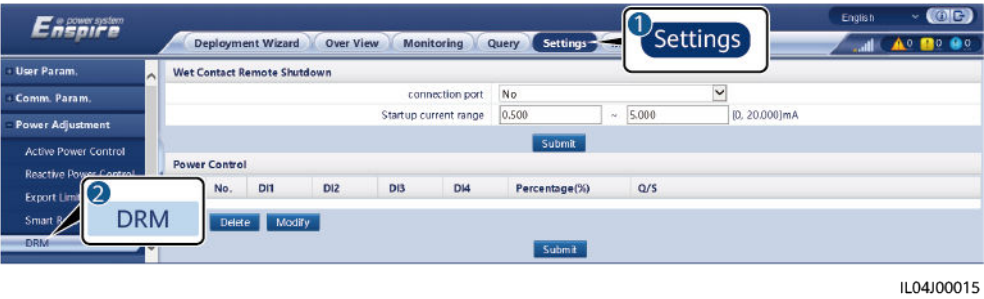 e power system
Enspire
English
Deployment Wizard Over View Monitoring Query Settings
1 Settings
0 0 0
User Param.
Comm. Param.
Power Adjustment
Active Power Control
Reactive Power Control
Export Limit
Smart R
DRM
2 DRM
Wet Contact Remote Shutdown
connection port No
Startup current range 0.500 ~ 5.000 (0, 20.000]mA
Submit
Power Control
No. DI1 DI2 DI3 DI4 Percentage(%) Q/S
Delete Modify
Submit
IL04J00015